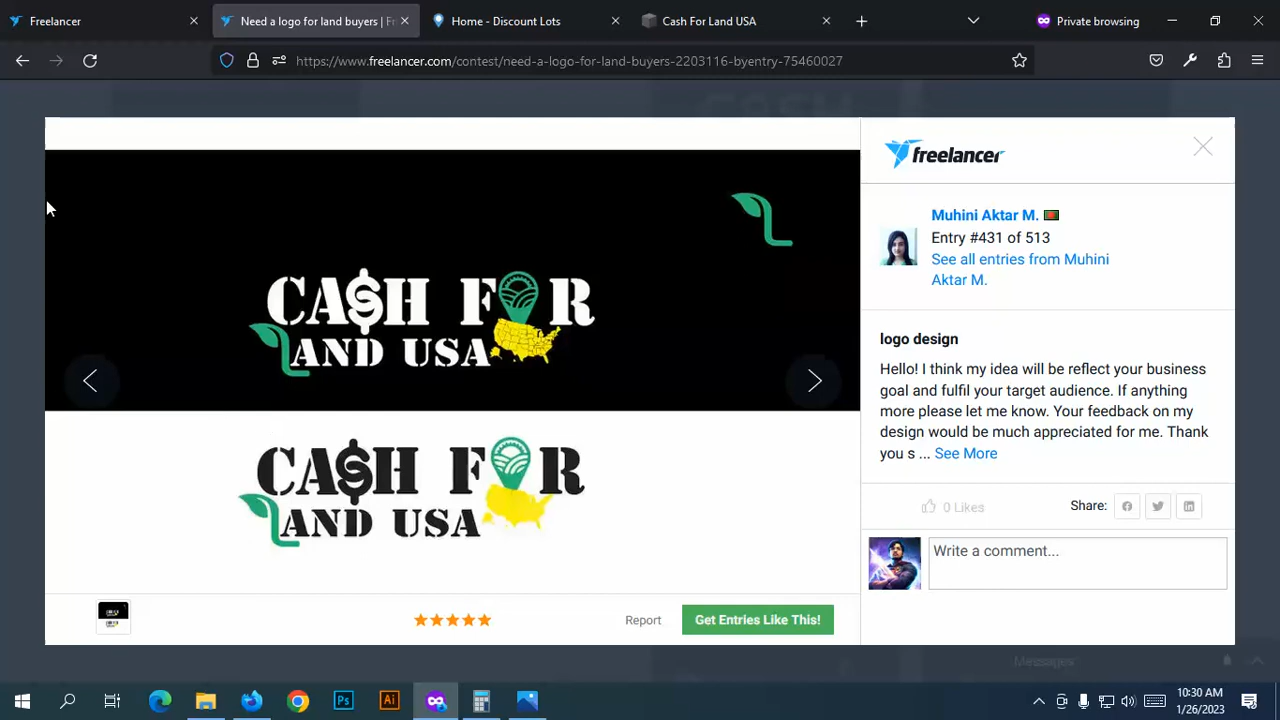 Freelancer
Need a logo for land buyers | Fr
Home - Discount Lots
Cash For Land USA
Private browsing
https://www.freelancer.com/contest/need-a-logo-for-land-buyers-2203116-byentry-75460027
CA$H FOR
LAND USA
CA$H FOR
LAND USA
freelancer
Muhini Aktar M.
Entry #431 of 513
See all entries from Muhini
Aktar M.
logo design
Hello! I think my idea will be reflect your business
goal and fulfil your target audience. If anything
more please let me know. Your feedback on my
design would be much appreciated for me. Thank
you s ... See More
0 Likes
Share:
Write a comment...
Report
Get Entries Like This!
Messages
Ps
Ai
10:30 AM
1/26/2023